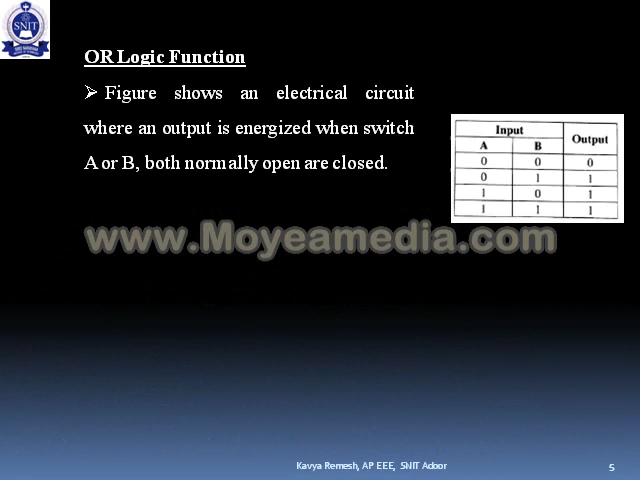 SNIT
OR Logic Function
➢ Figure shows an electrical circuit
where an output is energized when switch
A or B, both normally open are closed.
Input Output
A B
0 0 0
0 1 1
1 0 1
1 1 1
www.Moyeamedia.com
Kavya Remesh, AP EEE, SNIT Adoor
5